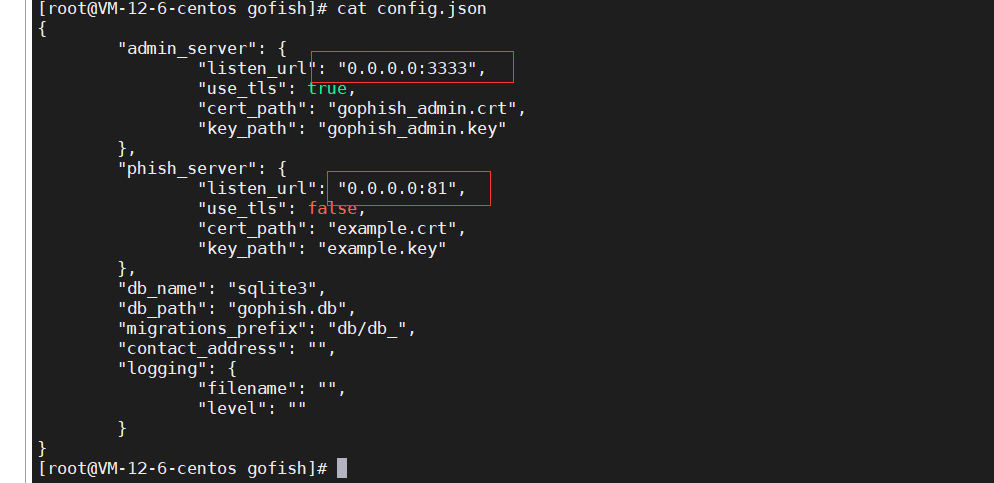 [root@VM-12-6-centos gofish]# cat config.json
{
        "admin_server": {
                "listen_url": "0.0.0.0:3333",
                "use_tls": true,
                "cert_path": "gophish_admin.crt",
                "key_path": "gophish_admin.key"
        },
        "phish_server": {
                "listen_url": "0.0.0.0:81",
                "use_tls": false,
                "cert_path": "example.crt",
                "key_path": "example.key"
        },
        "db_name": "sqlite3",
        "db_path": "gophish.db",
        "migrations_prefix": "db/db_",
        "contact_address": "",
        "logging": {
                "filename": "",
                "level": ""
        }
}
[root@VM-12-6-centos gofish]#